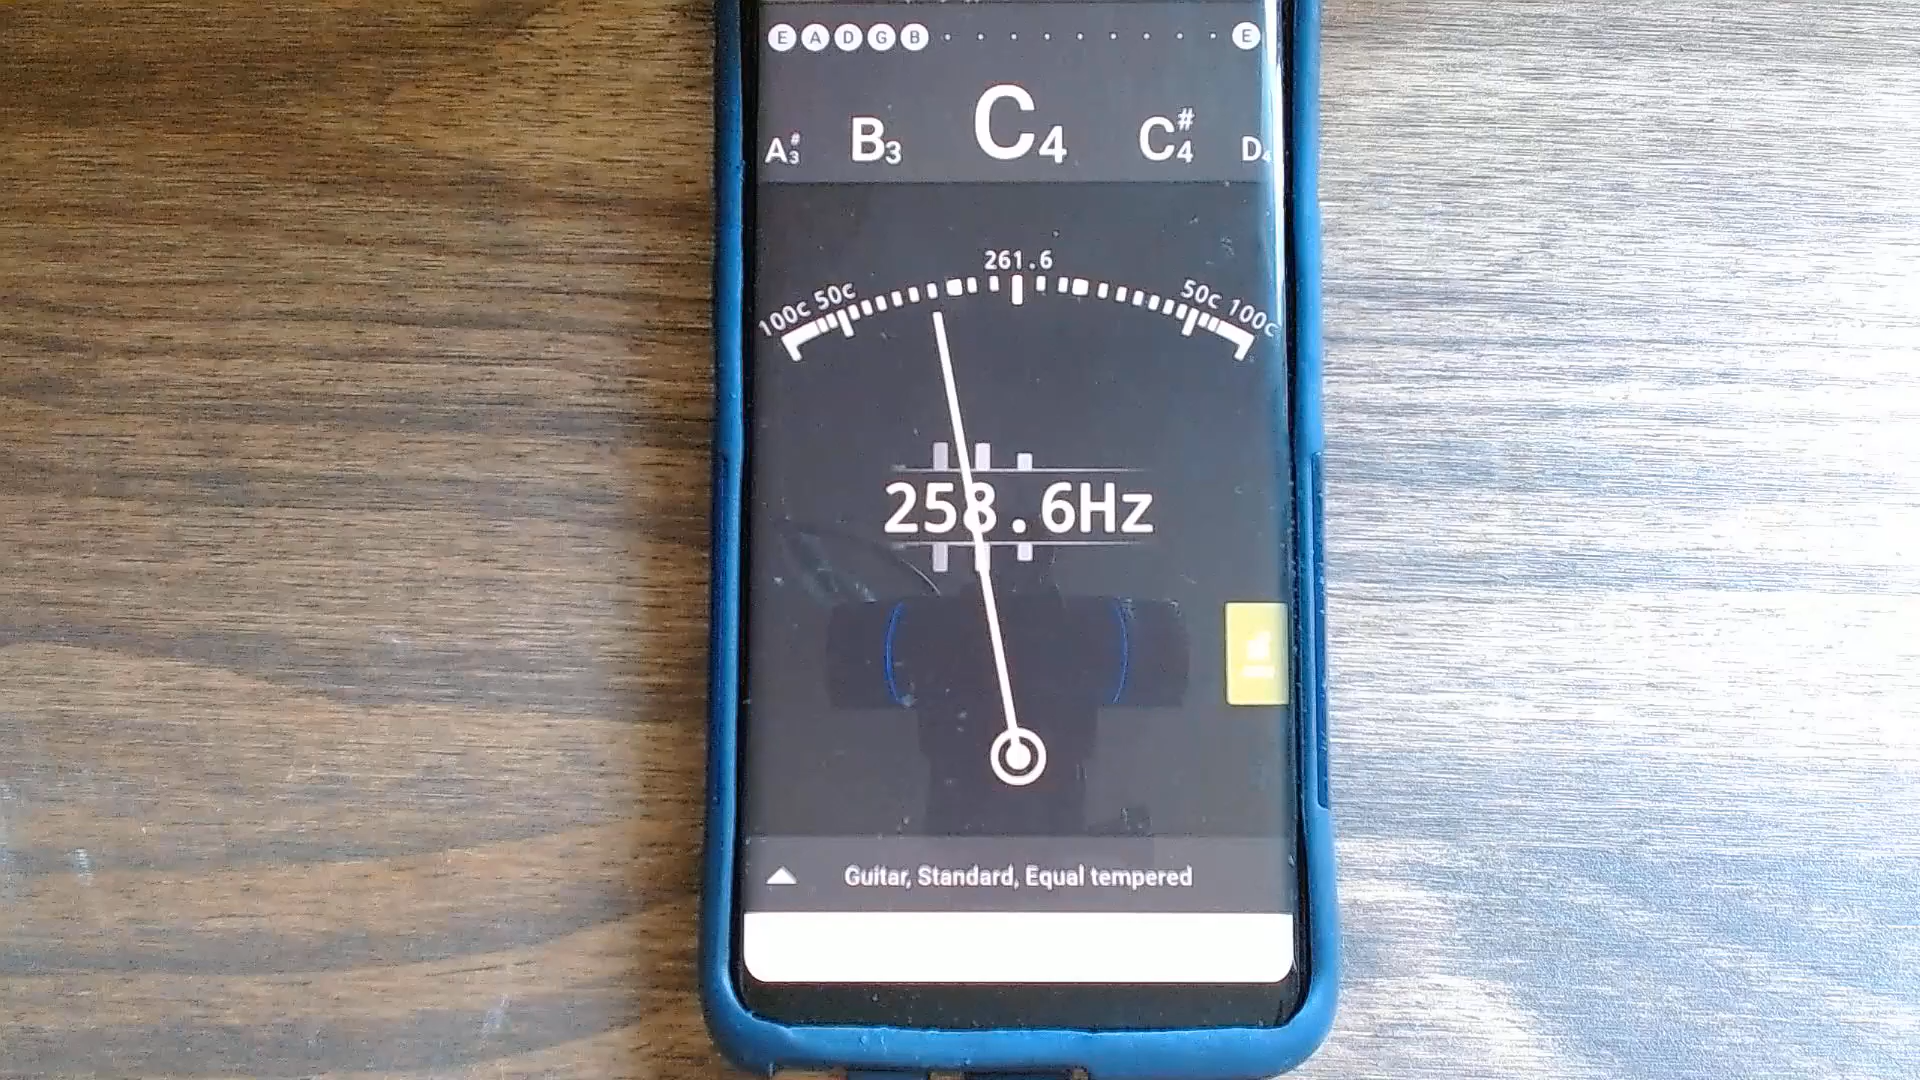 E A D G B E
A#3 B3 C4 C#4 D4
261.6
100c 50c 50c 100c
258.6Hz
Guitar, Standard, Equal tempered